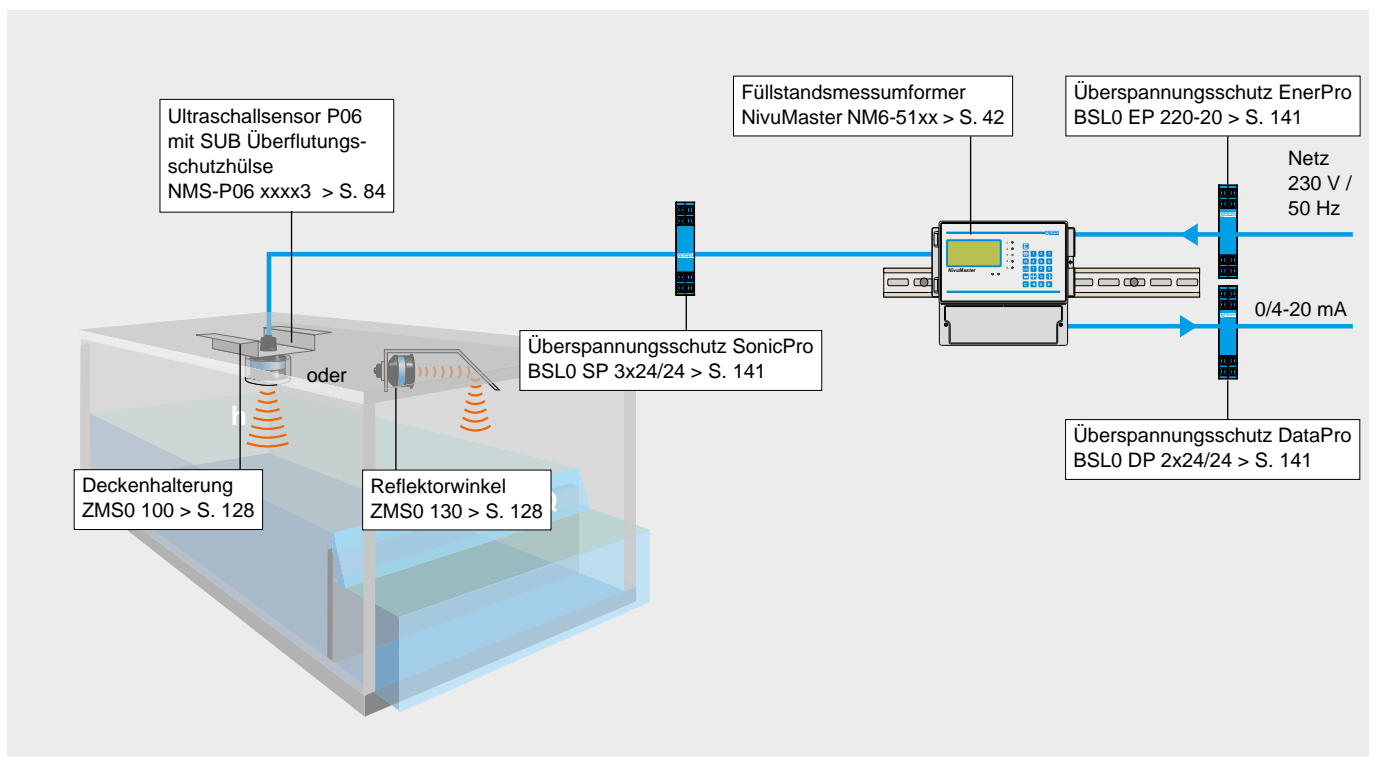 Ultraschallsensor P06
mit SUB Überflutungs-
schutzhülse
NMS-P06 xxxx3 > S. 84
Füllstandsmessumformer
NivuMaster NM6-51xx > S. 42
Überspannungsschutz EnerPro
BSL0 EP 220-20 > S. 141
Netz
230 V /
50 Hz
NivuMaster
0/4-20 mA
Überspannungsschutz SonicPro
BSL0 SP 3x24/24 > S. 141
oder
h
Überspannungsschutz DataPro
BSL0 DP 2x24/24 > S. 141
Deckenhalterung
ZMS0 100 > S. 128
Reflektorwinkel
ZMS0 130 > S. 128